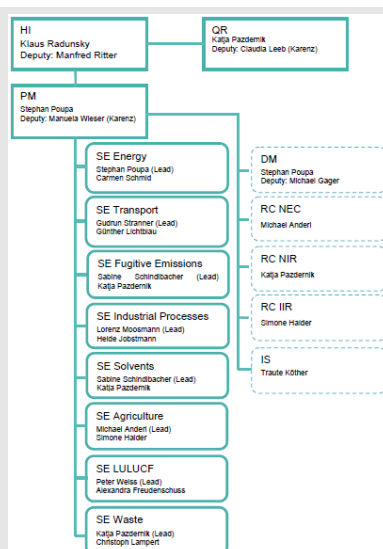 HI
Klaus Radunsky
Deputy: Manfred Ritter
QR
Katja Pazdernik
Deputy: Claudia Leeb (Karenz)
PM
Stephan Poupa
Deputy: Manuela Wieser (Karenz)
SE Energy
Stephan Poupa (Lead)
Carmen Schmid
SE Transport
Gudrun Stranner (Lead)
Günther Lichtblau
SE Fugitive Emissions
Sabine Schindlbacher (Lead)
Katja Pazdernik
SE Industrial Processes
Lorenz Moosmann (Lead)
Heide Jobstmann
SE Solvents
Sabine Schindlbacher (Lead)
Katja Pazdernik
SE Agriculture
Michael Anderl (Lead)
Simone Haider
SE LULUCF
Peter Weiss (Lead)
Alexandra Freudenschuss
SE Waste
Katja Pazdernik (Lead)
Christoph Lampert
DM
Stephan Poupa
Deputy: Michael Gager
RC NEC
Michael Anderl
RC NIR
Katja Pazdernik
RC IIR
Simone Haider
IS
Traute Köther